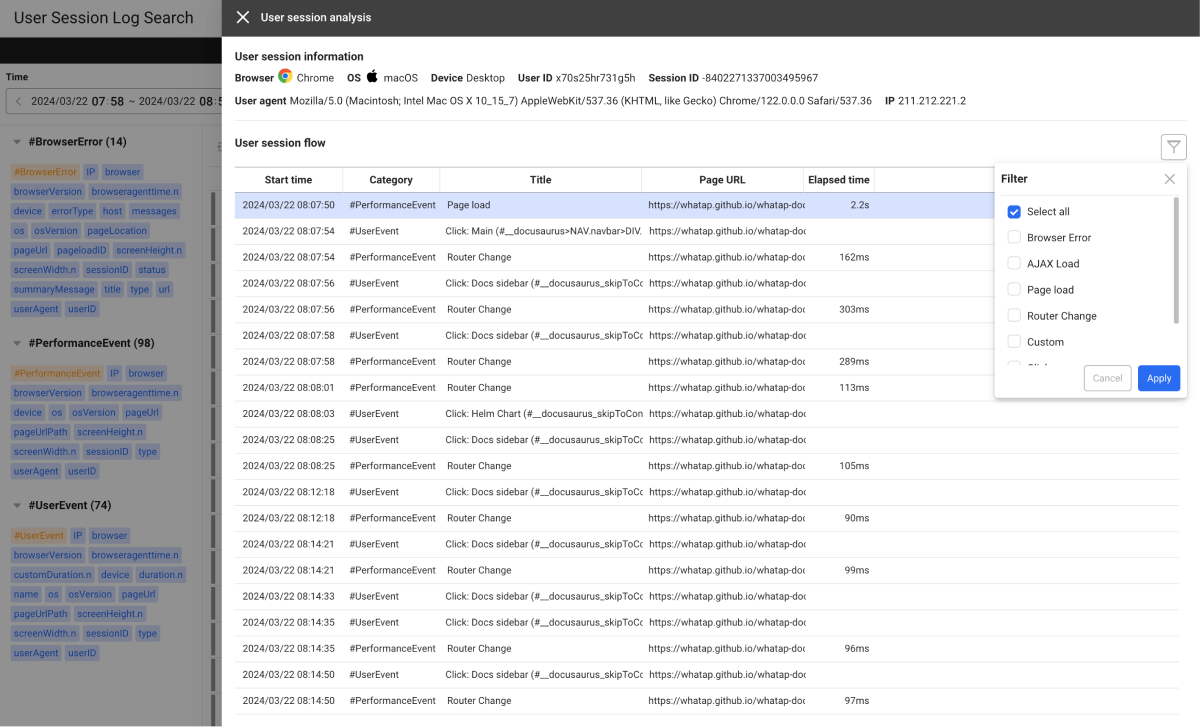 User Session Log Search
User session analysis
Time
2024/03/22 07:58 ~ 2024/03/22 08:5
#BrowserError (14)
#BrowserError IP browser
browserVersion browseragenttime.n
device errorType host messages
os osVersion pageLocation
pageUrl pageloadID screenHeight.n
screenWidth.n sessionID status
summaryMessage title type url
userAgent userID
#PerformanceEvent (98)
#PerformanceEvent IP browser
browserVersion browseragenttime.n
device os osVersion pageUrl
pageUrlPath screenHeight.n
screenWidth.n sessionID type
userAgent userID
#UserEvent (74)
#UserEvent IP browser
browserVersion browseragenttime.n
customDuration.n device duration.n
name os osVersion pageUrl
pageUrlPath screenHeight.n
screenWidth.n sessionID type
userAgent userID
User session information
Browser Chrome OS macOS Device Desktop User ID x70s25hr731g5h Session ID -8402271337003495967
User agent Mozilla/5.0 (Macintosh; Intel Mac OS X 10_15_7) AppleWebKit/537.36 (KHTML, like Gecko) Chrome/122.0.0.0 Safari/537.36 IP 211.212.221.2
User session flow
Start time Category Title Page URL Elapsed time
2024/03/22 08:07:50 #PerformanceEvent Page load https://whatap.github.io/whatap-doc 2.2s
2024/03/22 08:07:54 #UserEvent Click: Main (#__docusaurus>NAV.navbar>DIV. https://whatap.github.io/whatap-doc
2024/03/22 08:07:54 #PerformanceEvent Router Change https://whatap.github.io/whatap-doc 162ms
2024/03/22 08:07:56 #UserEvent Click: Docs sidebar (#__docusaurus_skipToCo https://whatap.github.io/whatap-doc
2024/03/22 08:07:56 #PerformanceEvent Router Change https://whatap.github.io/whatap-doc 303ms
2024/03/22 08:07:58 #UserEvent Click: Docs sidebar (#__docusaurus_skipToCo https://whatap.github.io/whatap-doc
2024/03/22 08:07:58 #PerformanceEvent Router Change https://whatap.github.io/whatap-doc 289ms
2024/03/22 08:08:01 #PerformanceEvent Router Change https://whatap.github.io/whatap-doc 113ms
2024/03/22 08:08:03 #UserEvent Click: Helm Chart (#__docusaurus_skipToCon https://whatap.github.io/whatap-doc
2024/03/22 08:08:25 #UserEvent Click: Docs sidebar (#__docusaurus_skipToCo https://whatap.github.io/whatap-doc
2024/03/22 08:08:25 #PerformanceEvent Router Change https://whatap.github.io/whatap-doc 105ms
2024/03/22 08:12:18 #UserEvent Click: Docs sidebar (#__docusaurus_skipToCo https://whatap.github.io/whatap-doc
2024/03/22 08:12:18 #PerformanceEvent Router Change https://whatap.github.io/whatap-doc 90ms
2024/03/22 08:14:21 #UserEvent Click: Docs sidebar (#__docusaurus_skipToCo https://whatap.github.io/whatap-doc
2024/03/22 08:14:21 #PerformanceEvent Router Change https://whatap.github.io/whatap-doc 99ms
2024/03/22 08:14:33 #UserEvent Click: Docs sidebar (#__docusaurus_skipToCo https://whatap.github.io/whatap-doc
2024/03/22 08:14:35 #UserEvent Click: Docs sidebar (#__docusaurus_skipToCo https://whatap.github.io/whatap-doc
2024/03/22 08:14:35 #PerformanceEvent Router Change https://whatap.github.io/whatap-doc 96ms
2024/03/22 08:14:50 #UserEvent Click: Docs sidebar (#__docusaurus_skipToCo https://whatap.github.io/whatap-doc
2024/03/22 08:14:50 #PerformanceEvent Router Change https://whatap.github.io/whatap-doc 97ms
Filter
Select all
Browser Error
AJAX Load
Page load
Router Change
Custom
Cancel Apply